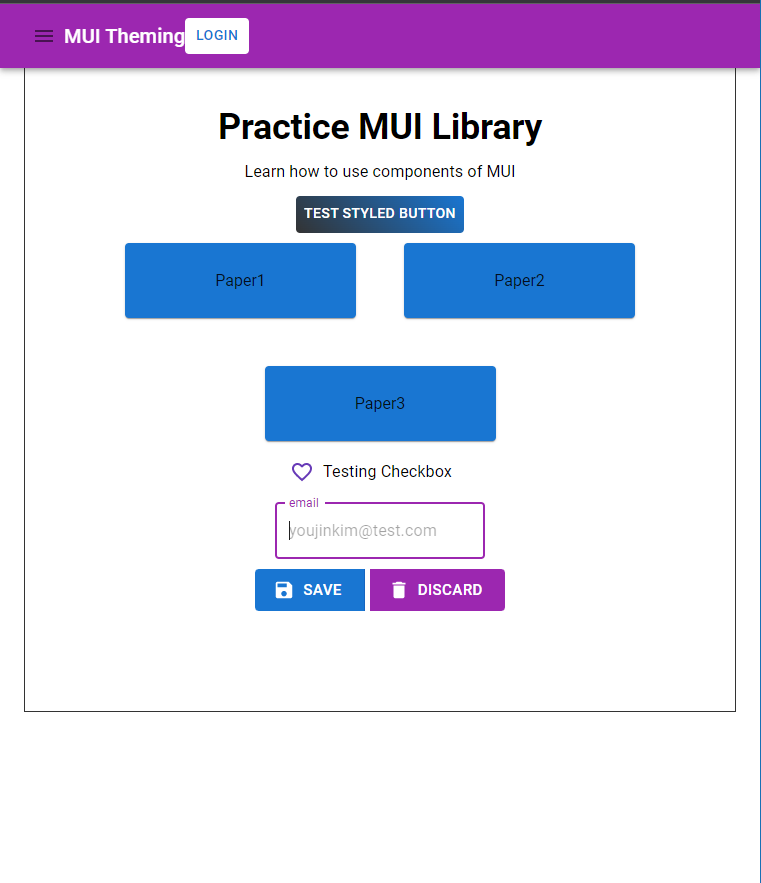 MUI Theming LOGIN
Practice MUI Library
Learn how to use components of MUI
TEST STYLED BUTTON
Paper1 Paper2
Paper3
Testing Checkbox
email
youjinkim@test.com
SAVE DISCARD